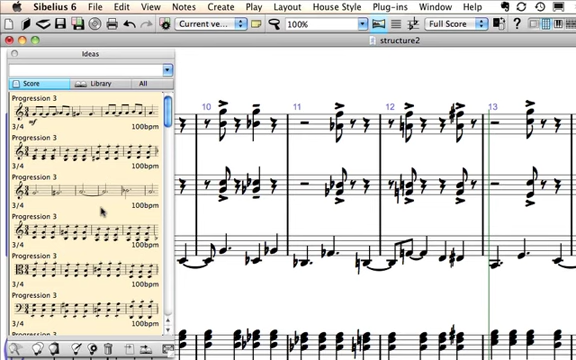 Sibelius 6 File Edit View Notes Create Play Layout House Style Plug-ins Window Help
Current ve... 100% Full Score
structure2
Ideas
Score Library All
Progression 3
mf
3/4 100bpm
Progression 3
3/4 100bpm
Progression 3
3/4 100bpm
Progression 3
3/4 100bpm
Progression 3
3/4 100bpm
Progression 3
3/4 100bpm
Progression 3
10 11 12 13